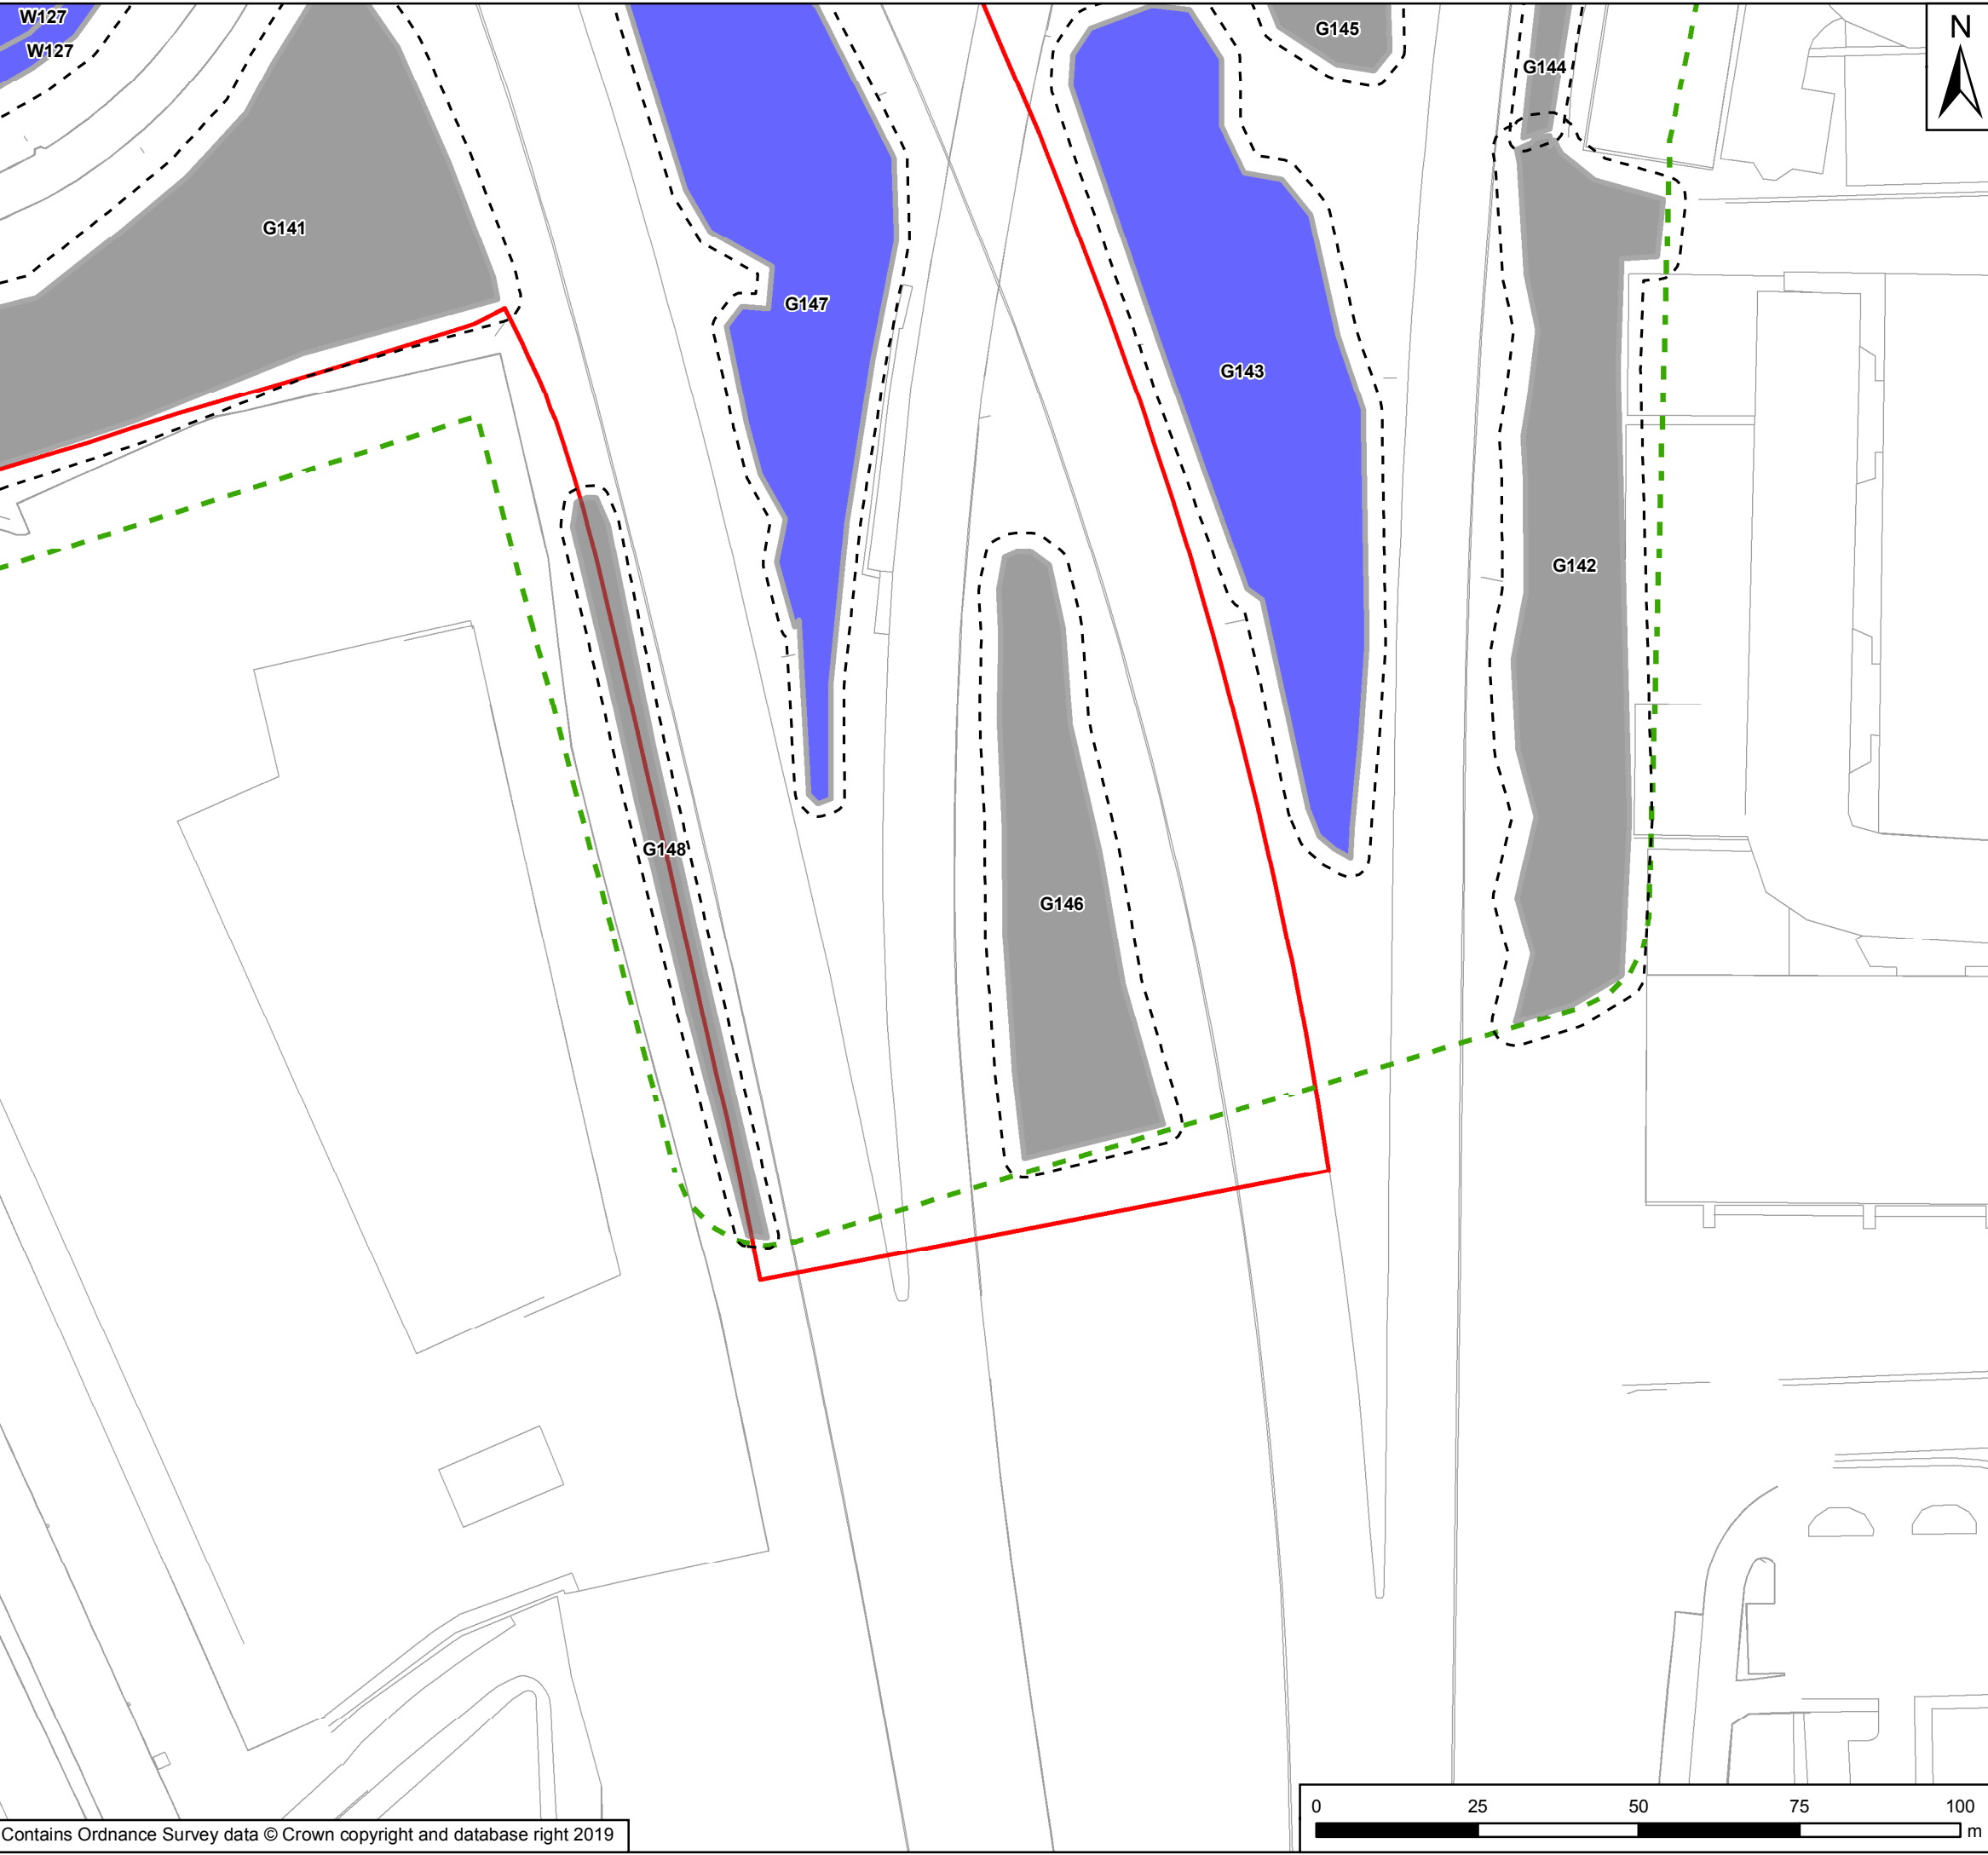 W127
W127
G145
N
G144
G141
G147
G143
G142
G148
G146
0 25 50 75 100
m
Contains Ordnance Survey data © Crown copyright and database right 2019